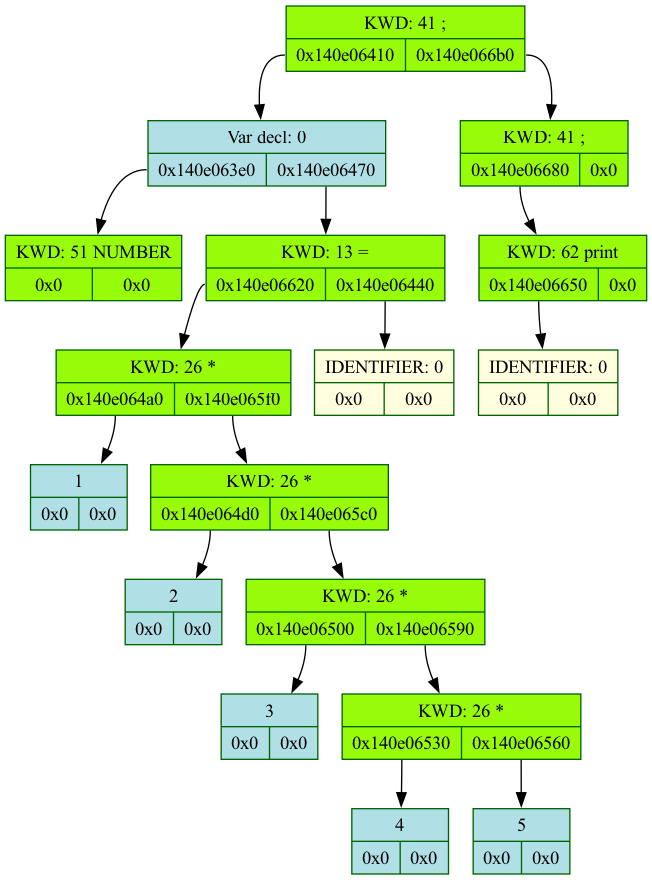 KWD: 41 ;
0x140e06410 0x140e066b0
Var decl: 0
0x140e063e0 0x140e06470
KWD: 41 ;
0x140e06680 0x0
KWD: 51 NUMBER
0x0 0x0
KWD: 13 =
0x140e06620 0x140e06440
KWD: 62 print
0x140e06650 0x0
KWD: 26 *
0x140e064a0 0x140e065f0
IDENTIFIER: 0
0x0 0x0
IDENTIFIER: 0
0x0 0x0
1
0x0 0x0
KWD: 26 *
0x140e064d0 0x140e065c0
2
0x0 0x0
KWD: 26 *
0x140e06500 0x140e06590
3
0x0 0x0
KWD: 26 *
0x140e06530 0x140e06560
4
0x0 0x0
5
0x0 0x0